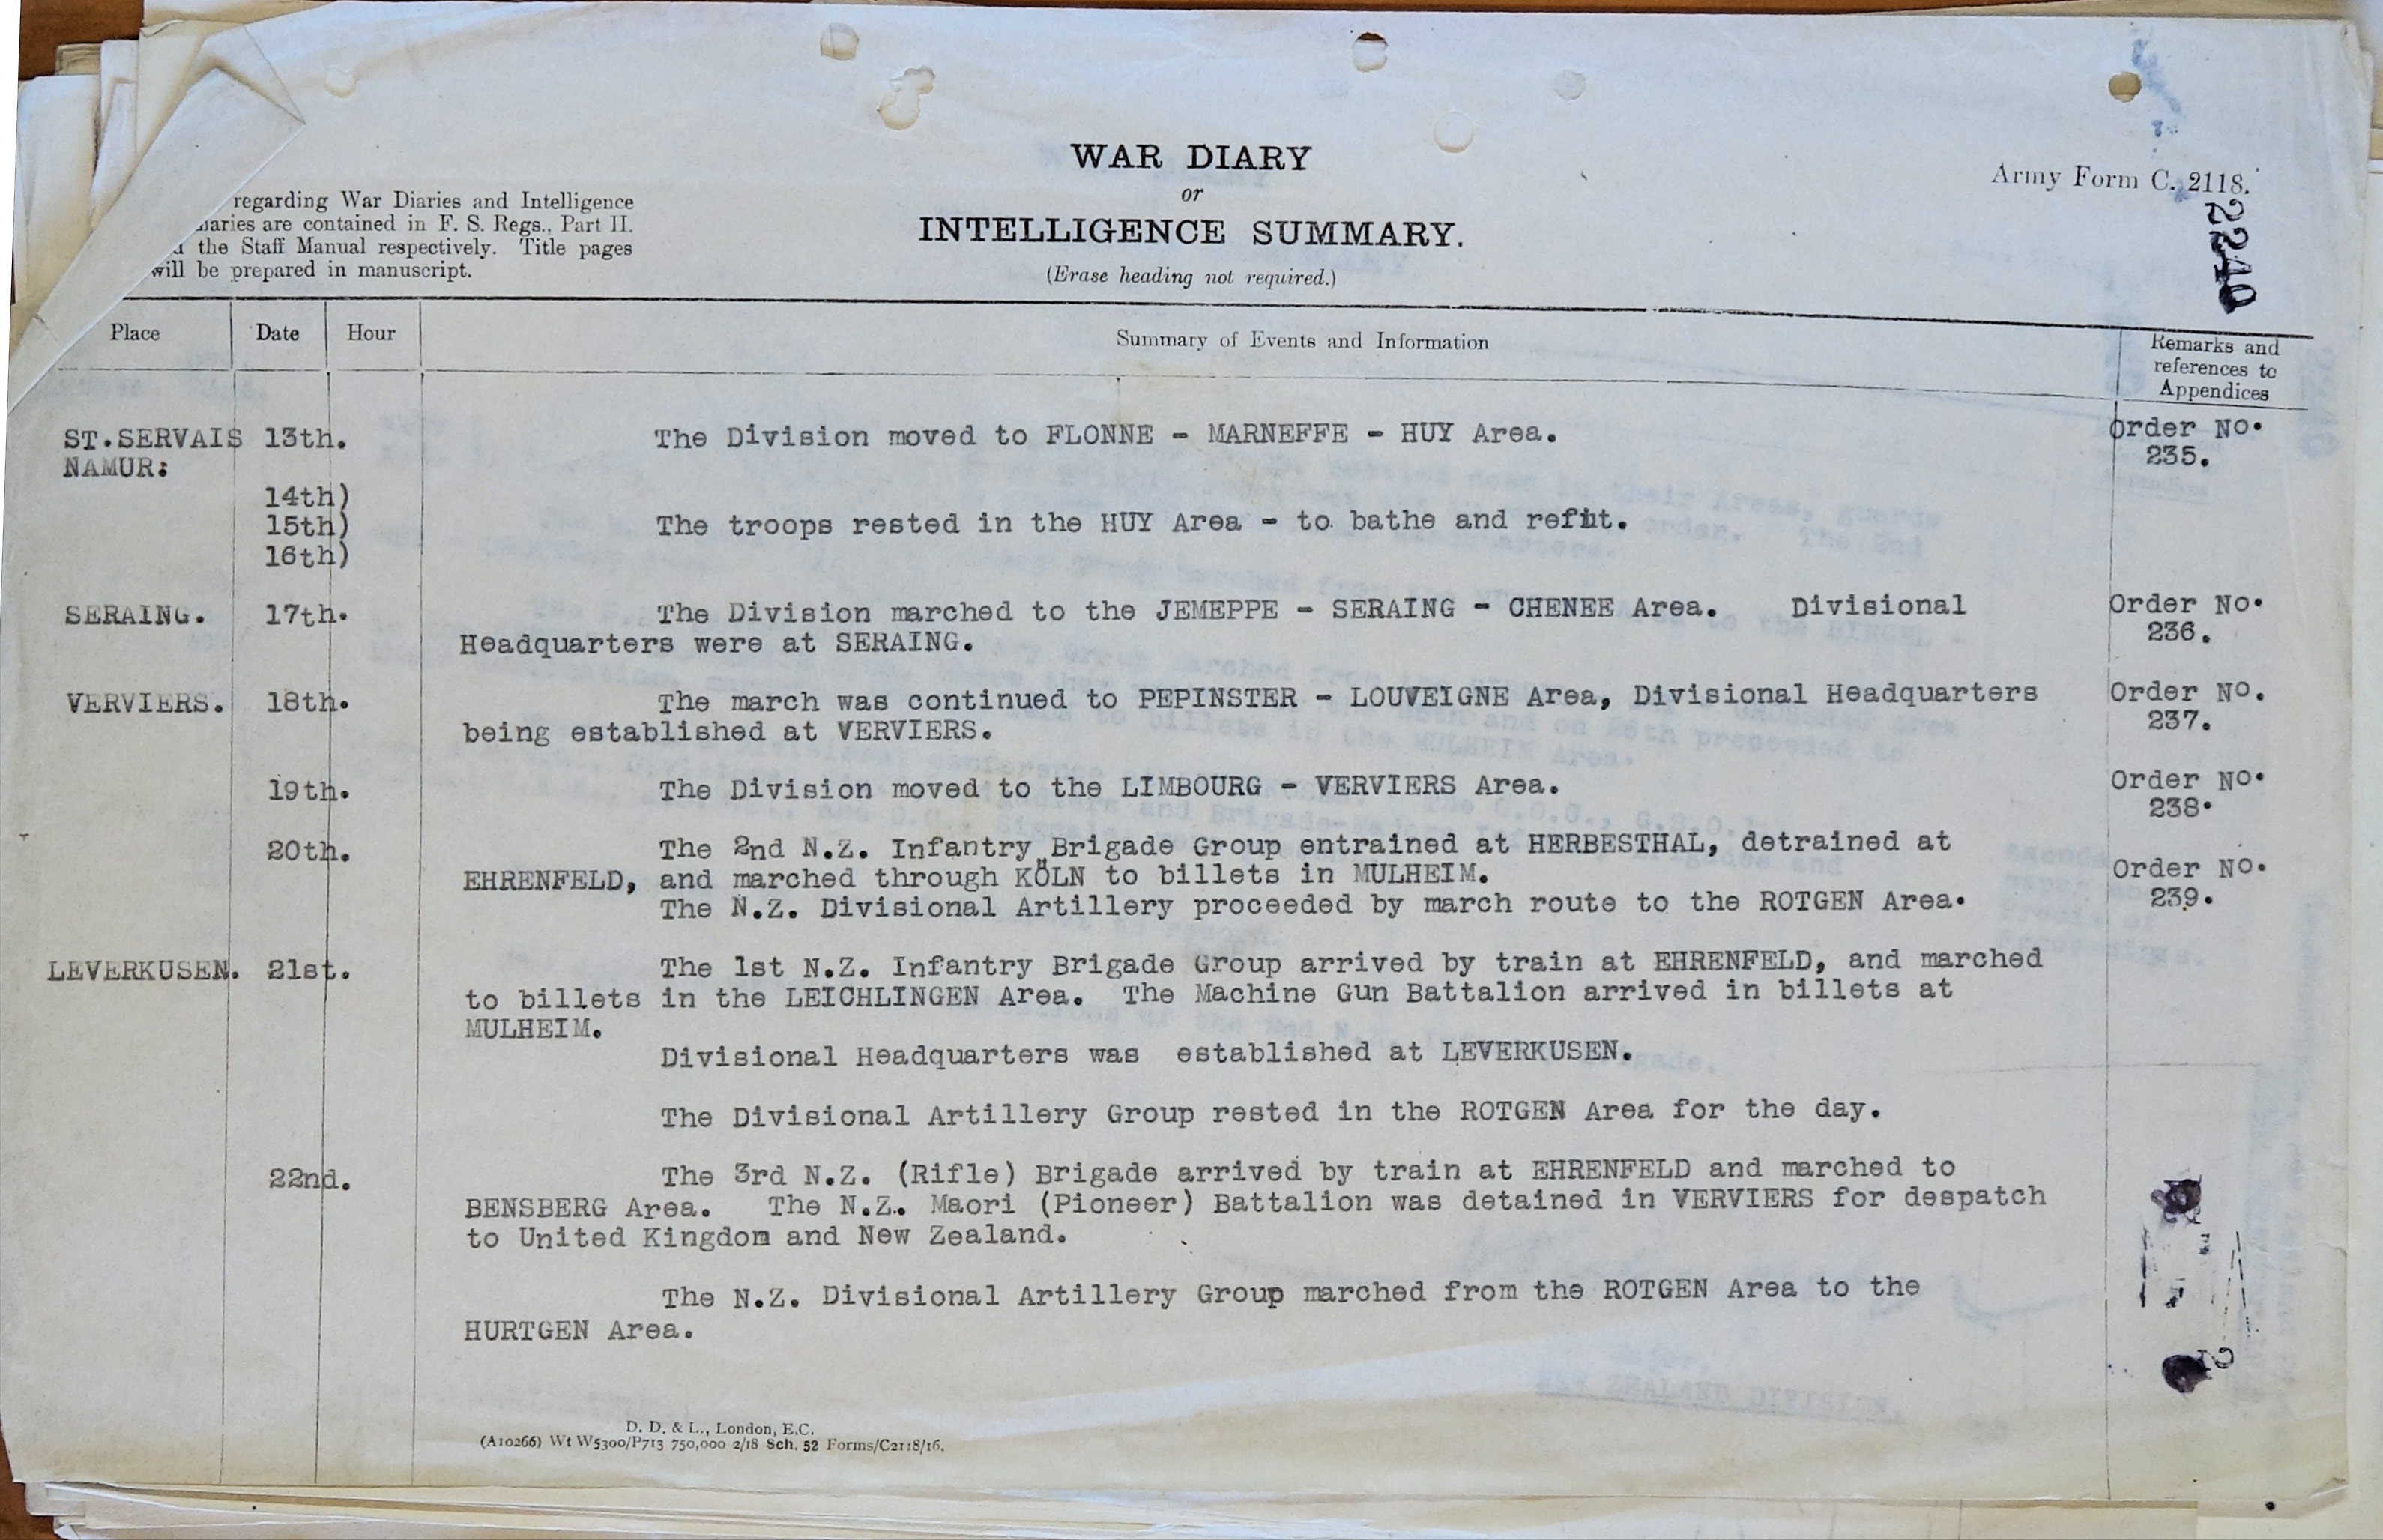 WAR DIARY
or
INTELLIGENCE SUMMARY.
(Erase heading not required.)
Army Form C. 2118.
regarding War Diaries and Intelligence
aries are contained in F. S. Regs., Part II.
the Staff Manual respectively. Title pages
will be prepared in manuscript.
Place Date Hour Summary of Events and Information Remarks and
references to
Appendices
ST.SERVAIS 13th. The Division moved to FLONNE - MARNEFFE - HUY Area. Order No.
NAMUR: 235.
14th)
15th) The troops rested in the HUY Area - to bathe and refit.
16th)
SERAING. 17th. The Division marched to the JEMEPPE - SERAING - CHENEE Area. Divisional Order No.
Headquarters were at SERAING. 236.
VERVIERS. 18th. The march was continued to PEPINSTER - LOUVEIGNE Area, Divisional Headquarters Order No.
being established at VERVIERS. 237.
19th. The Division moved to the LIMBOURG - VERVIERS Area. Order No.
238.
20th. The 2nd N.Z. Infantry Brigade Group entrained at HERBESTHAL, detrained at
EHRENFELD, and marched through KÖLN to billets in MULHEIM. Order No.
The N.Z. Divisional Artillery proceeded by march route to the ROTGEN Area. 239.
LEVERKUSEN. 21st. The 1st N.Z. Infantry Brigade Group arrived by train at EHRENFELD, and marched
to billets in the LEICHLINGEN Area. The Machine Gun Battalion arrived in billets at
MULHEIM.
Divisional Headquarters was established at LEVERKUSEN.
The Divisional Artillery Group rested in the ROTGEN Area for the day.
22nd. The 3rd N.Z. (Rifle) Brigade arrived by train at EHRENFELD and marched to
BENSBERG Area. The N.Z. Maori (Pioneer) Battalion was detained in VERVIERS for despatch
to United Kingdom and New Zealand.
The N.Z. Divisional Artillery Group marched from the ROTGEN Area to the
HURTGEN Area.
D. D. & L., London, E.C.
(A10266) Wt W5300/P713 750,000 2/18 Sch. 52 Forms/C2118/16.